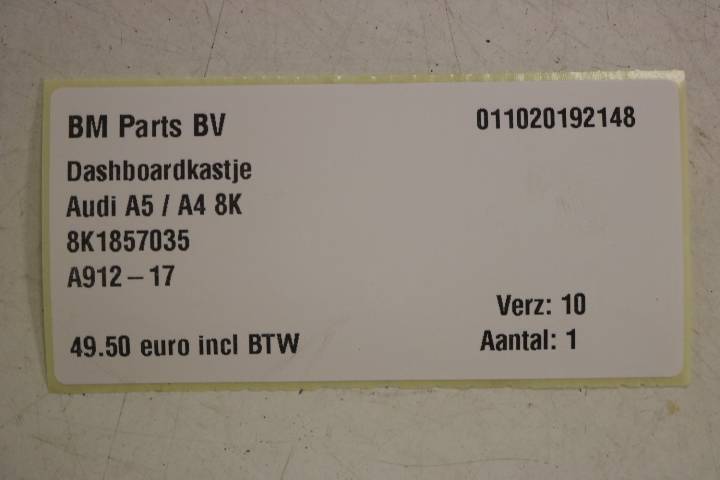 BM Parts BV 011020192148
Dashboardkastje
Audi A5 / A4 8K
8K1857035
A912 – 17
Verz: 10
49.50 euro incl BTW Aantal: 1